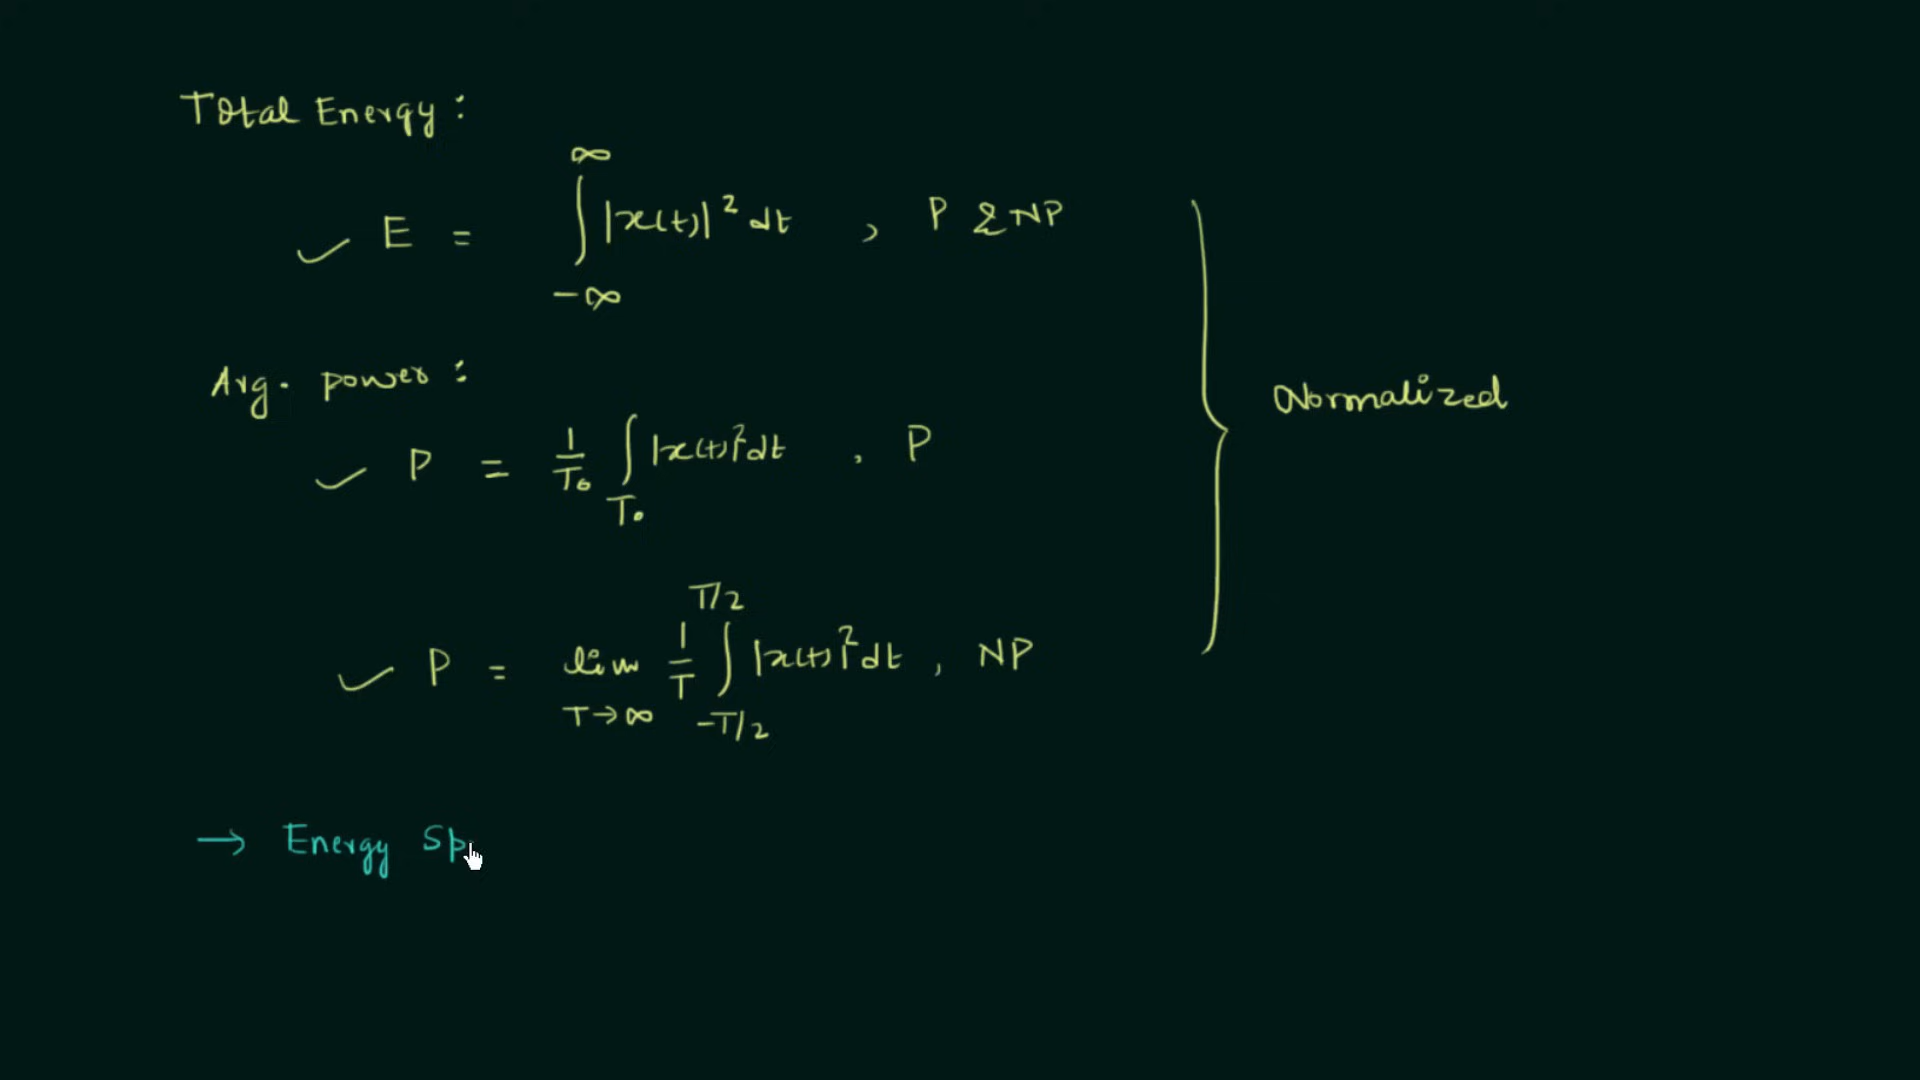 Total Energy :
E = ∫_{-∞}^{∞} |x(t)|² dt , P & NP
Avg. power :
P = 1/T₀ ∫_{T₀} |x(t)|² dt , P
Normalized
P = lim_{T→∞} 1/T ∫_{-T/2}^{T/2} |x(t)|² dt , NP
→ Energy Sp